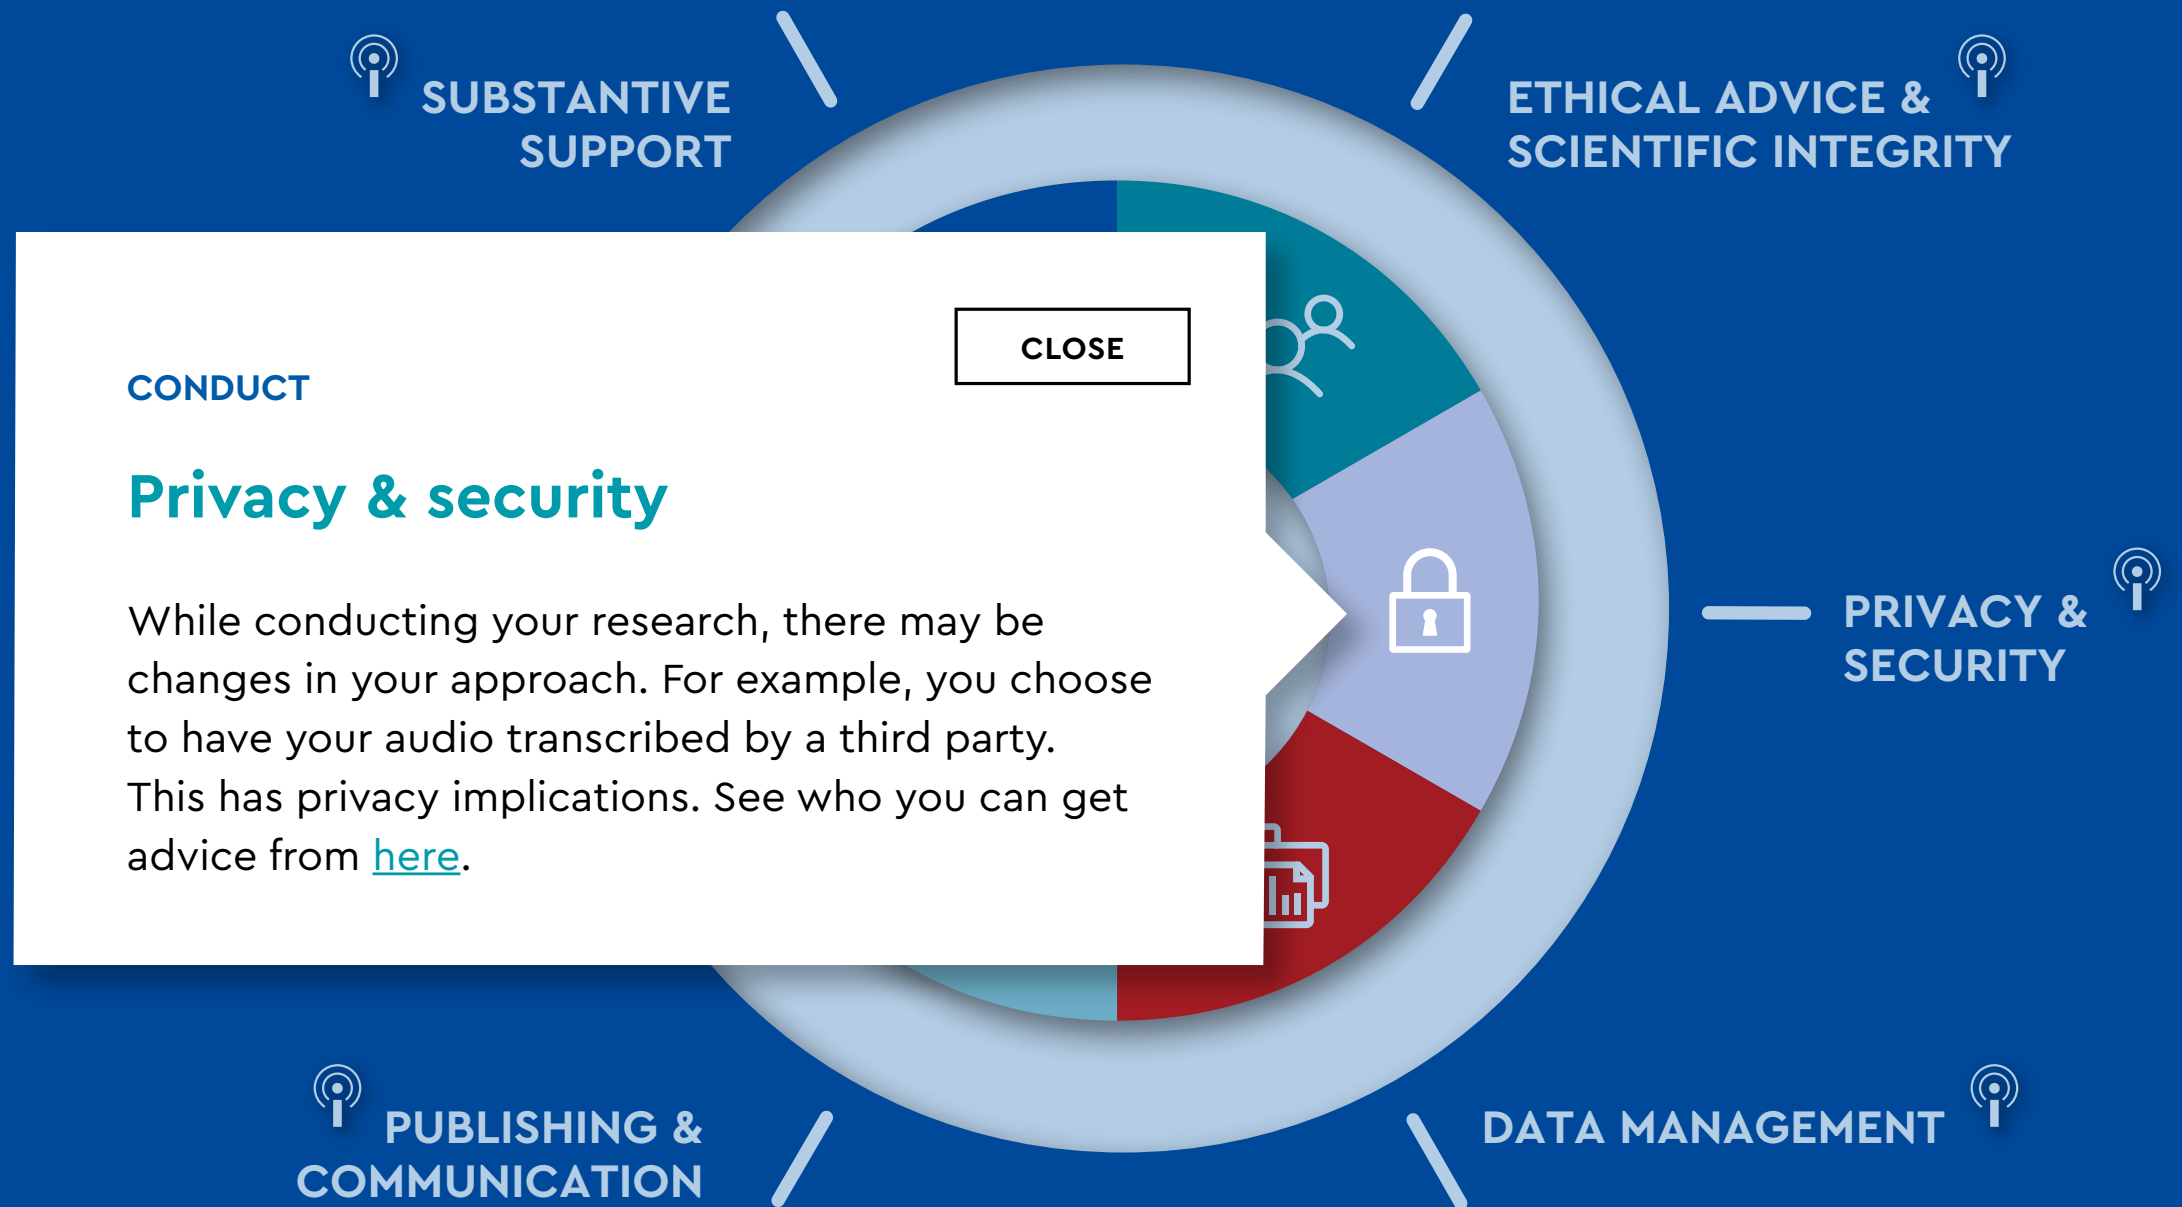 SUBSTANTIVE
SUPPORT
ETHICAL ADVICE &
SCIENTIFIC INTEGRITY
CLOSE
CONDUCT
Privacy & security
While conducting your research, there may be
changes in your approach. For example, you choose
to have your audio transcribed by a third party.
This has privacy implications. See who you can get
advice from here.
PRIVACY &
SECURITY
PUBLISHING &
COMMUNICATION
DATA MANAGEMENT